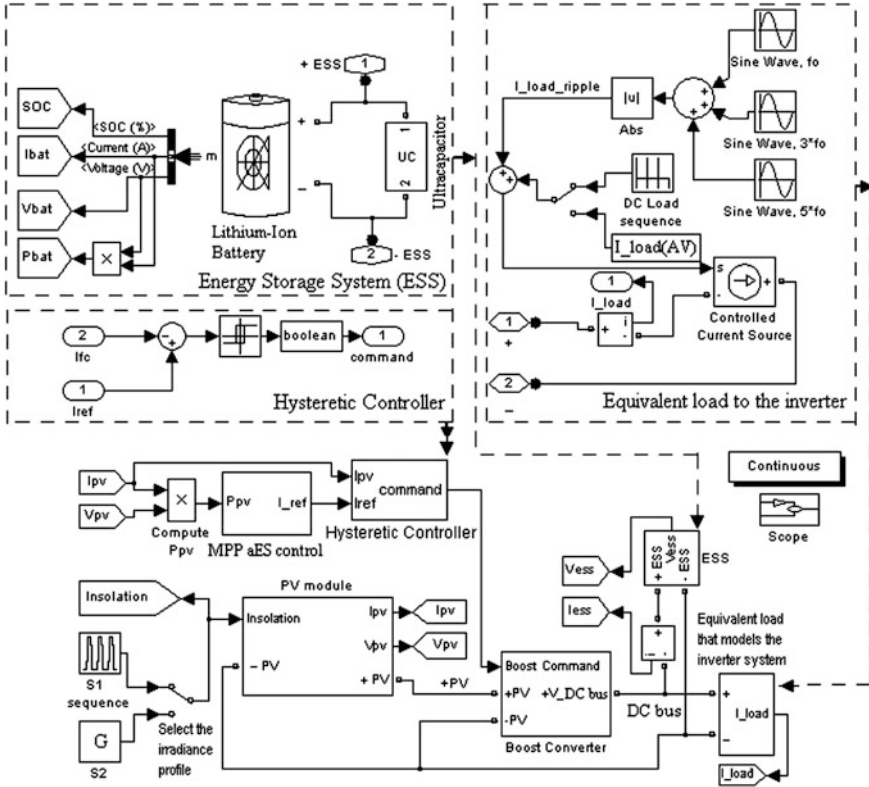 + ESS
1
SOC
<SOC (%)>
Ibat
<Current (A)>
<Voltage (V)>
m
Vbat
Pbat
×
+
–
1
UC
2
Ultracapacitor
Lithium-Ion
Battery
2
- ESS
Energy Storage System (ESS)
Sine Wave, fo
I_load_ripple
|u|
Abs
Sine Wave, 3*fo
DC Load
sequence
Sine Wave, 5*fo
I_load(AV)
1
I_load
s
+
-
Controlled
Current Source
1
+
+
i
-
2
–
Equivalent load to the inverter
2
Ifc
boolean
1
command
1
Iref
Hysteretic Controller
Ipv
Vpv
×
Compute
Ppv
Ppv
I_ref
MPP aES control
Ipv
Iref
command
Hysteretic Controller
Continuous
Scope
Insolation
PV module
Insolation
Ipv
Vpv
– PV
+ PV
Ipv
Vpv
S1
sequence
G
S2
Select the
irradiance
profile
+PV
Boost Command
+PV
+V_DC bus
-PV
Boost Converter
Vess
Iess
+ ESS
Vess
- ESS
ESS
+
-
i
DC bus
Equivalent load
that models the
inverter system
+
I_load
–
I_load